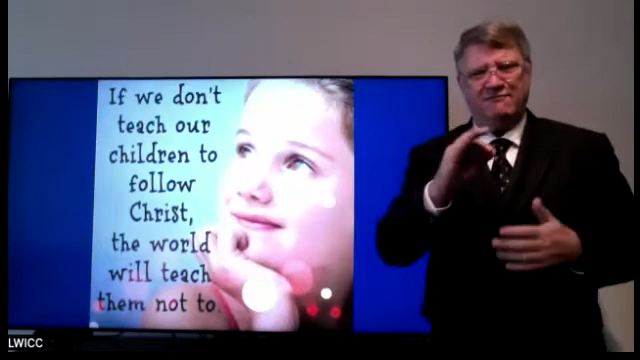 If we don't
teach our
children to
follow
Christ,
the world
will teach
them not to.
LWICC